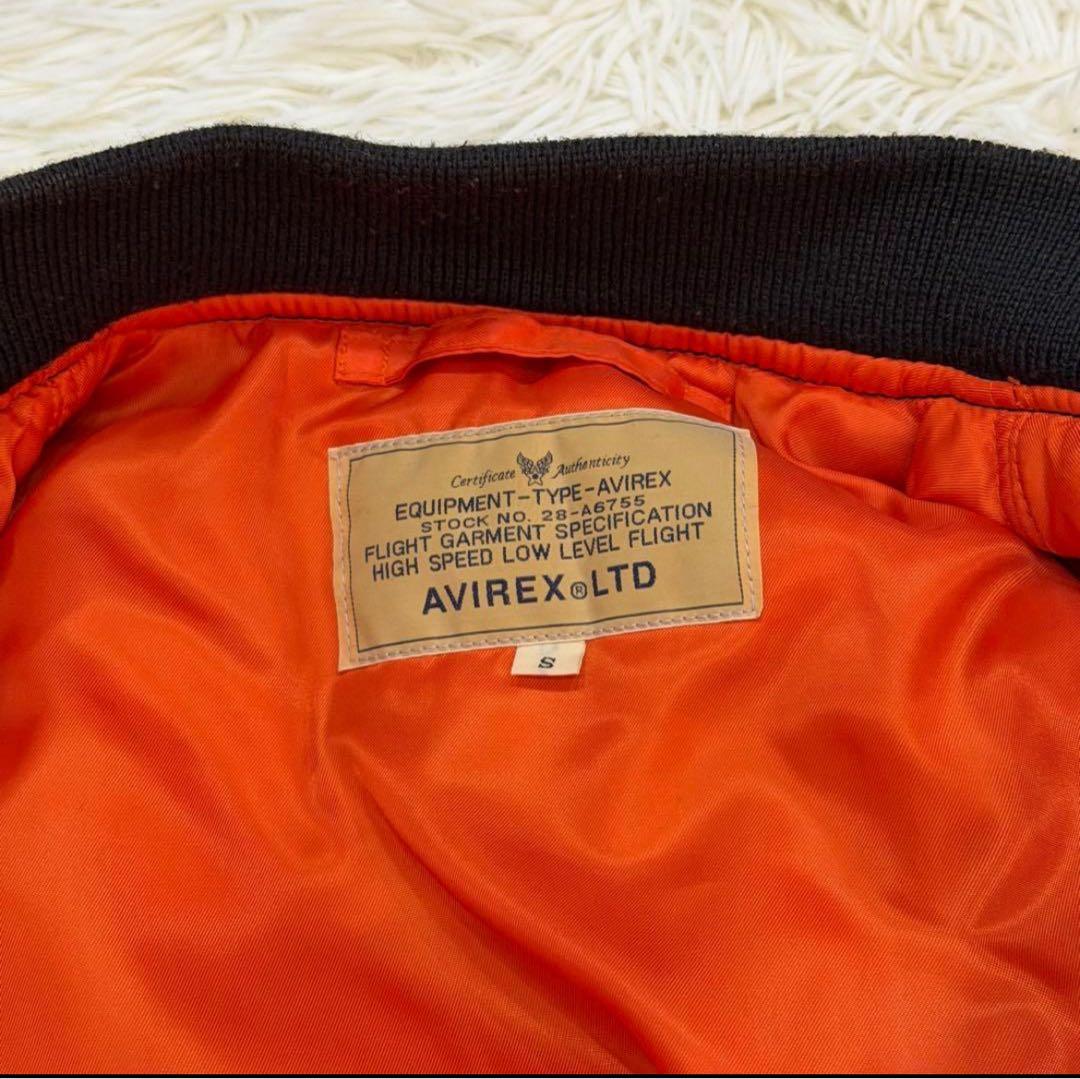 Certificate Authenticity
EQUIPMENT-TYPE-AVIREX
STOCK NO. 28-A6755
FLIGHT GARMENT SPECIFICATION
HIGH SPEED LOW LEVEL FLIGHT
AVIREX®LTD
S